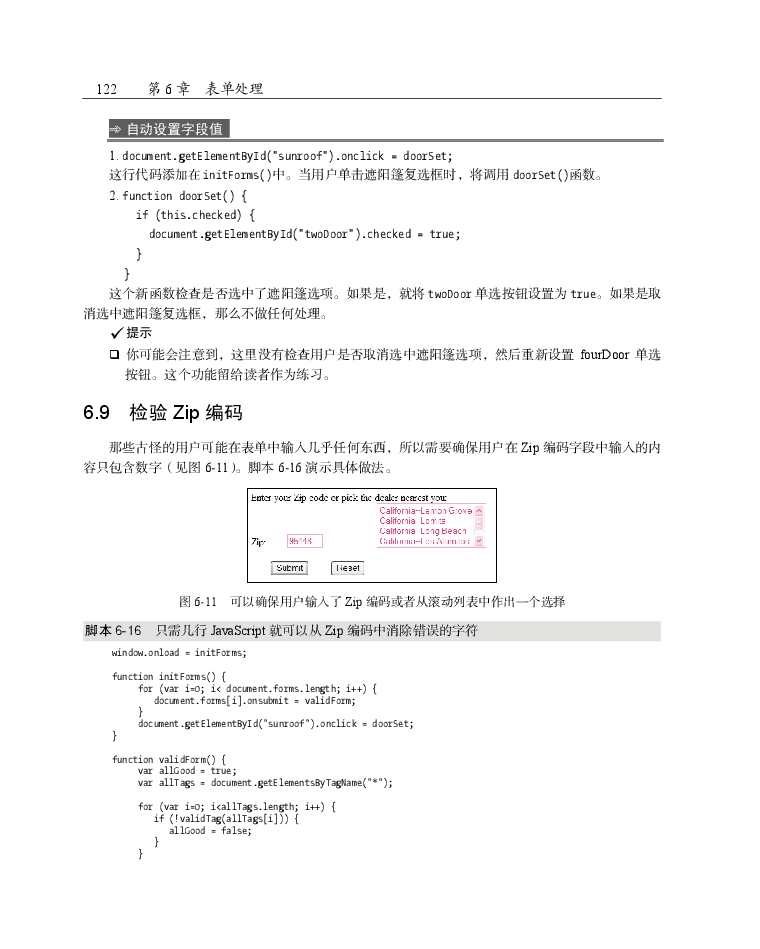 122 第 6 章 表单处理
自动设置字段值
1. document.getElementById("sunroof").onclick = doorSet;
这行代码添加在 initForms()中。当用户单击遮阳篷复选框时，将调用 doorSet()函数。
2. function doorSet() {
if (this.checked) {
document.getElementById("twoDoor").checked = true;
}
}
这个新函数检查是否选中了遮阳篷选项。如果是，就将 twoDoor 单选按钮设置为 true。如果是取
消选中遮阳篷复选框，那么不做任何处理。
✓提示
❑ 你可能会注意到，这里没有检查用户是否取消选中遮阳篷选项，然后重新设置 fourDoor 单选
按钮。这个功能留给读者作为练习。
6.9 检验 Zip 编码
那些古怪的用户可能在表单中输入几乎任何东西，所以需要确保用户在 Zip 编码字段中输入的内
容只包含数字（见图 6-11）。脚本 6-16 演示具体做法。
Enter your Zip code or pick the dealer nearest you:
California--Lemon Grove
California--Lomita
California--Long Beach
California--Los Alamitos
Zip:
Submit Reset
图 6-11 可以确保用户输入了 Zip 编码或者从滚动列表中作出一个选择
脚本 6-16 只需几行 JavaScript 就可以从 Zip 编码中消除错误的字符
window.onload = initForms;
function initForms() {
for (var i=0; i< document.forms.length; i++) {
document.forms[i].onsubmit = validForm;
}
document.getElementById("sunroof").onclick = doorSet;
}
function validForm() {
var allGood = true;
var allTags = document.getElementsByTagName("*");
for (var i=0; i<allTags.length; i++) {
if (!validTag(allTags[i])) {
allGood = false;
}
}